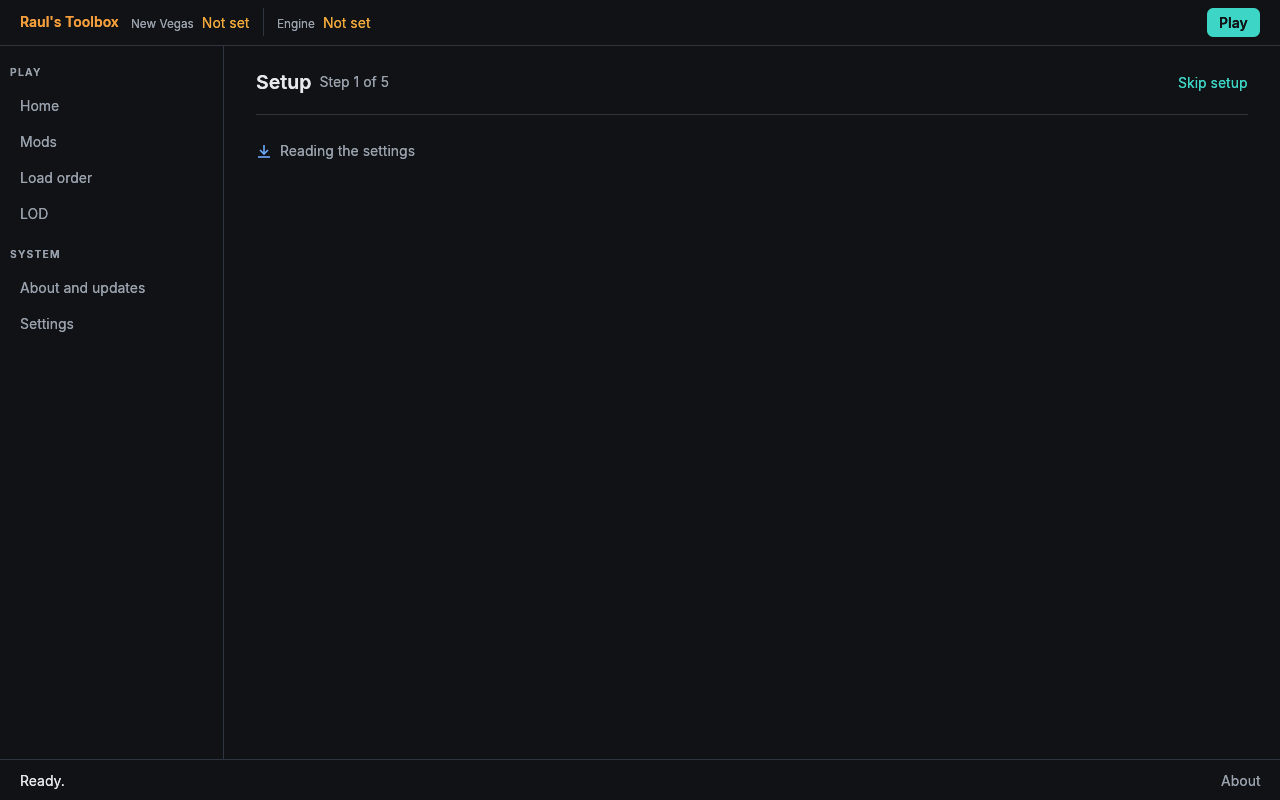 Raul's Toolbox New Vegas Not set Engine Not set Play
PLAY
Home
Mods
Load order
LOD
SYSTEM
About and updates
Settings
Setup Step 1 of 5 Skip setup
Reading the settings
Ready. About